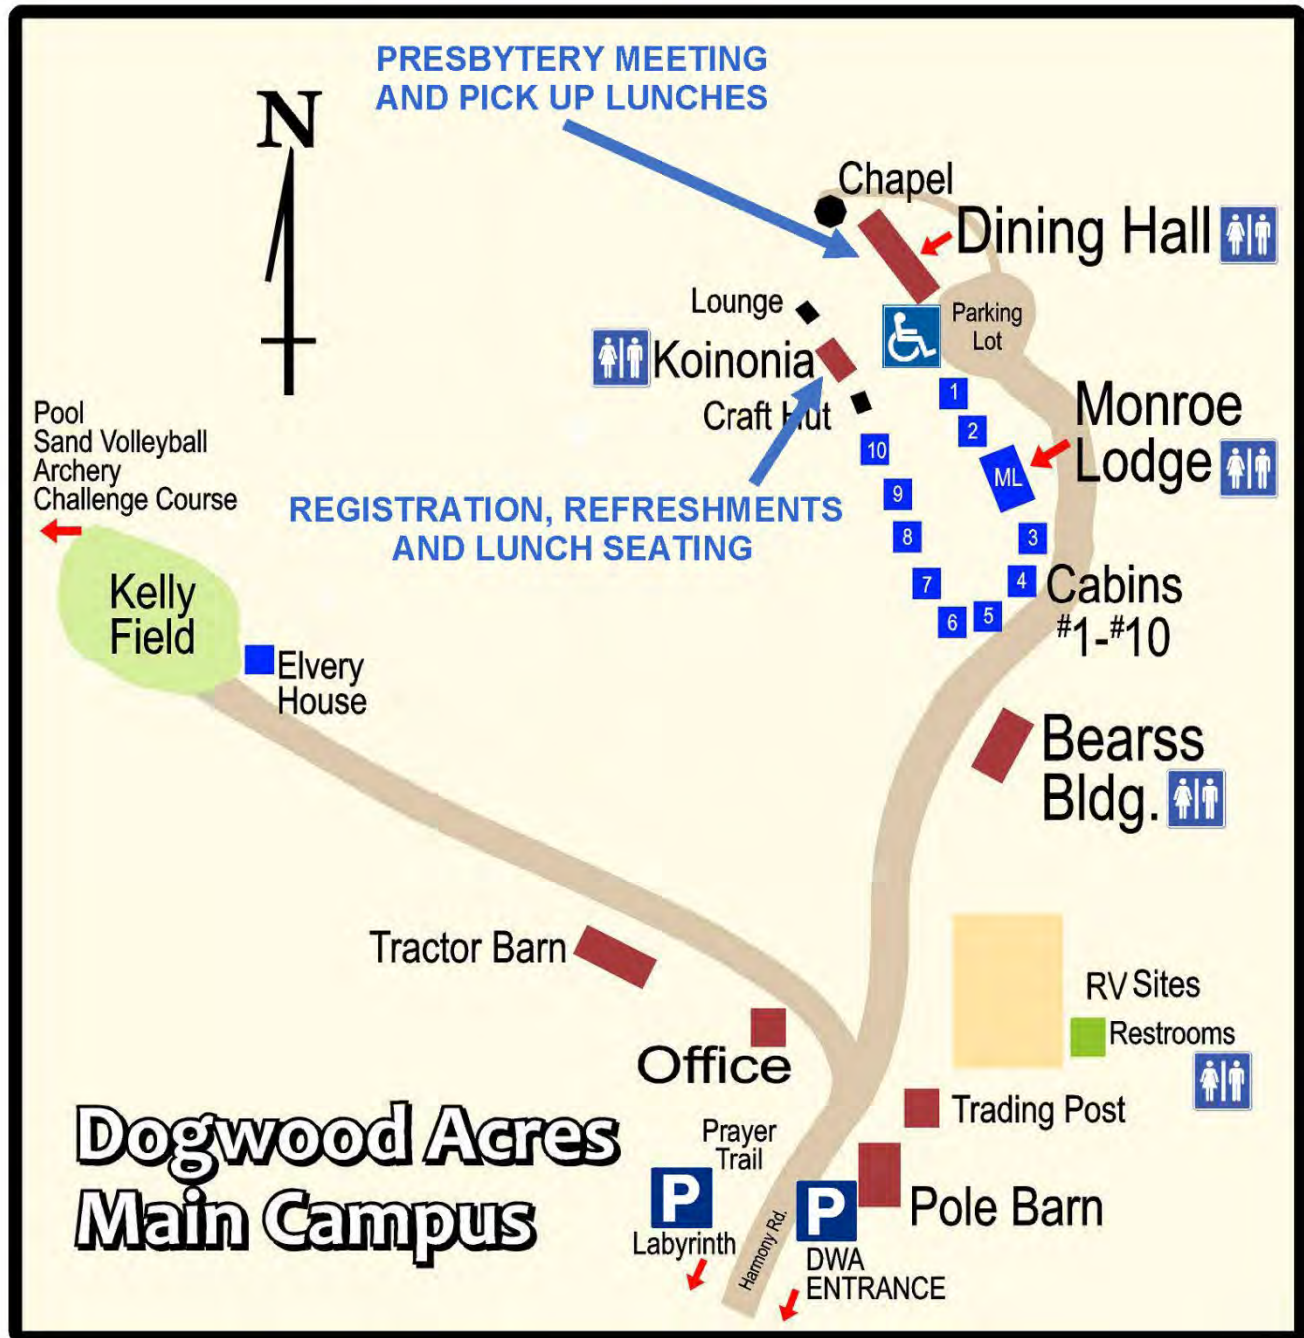 PRESBYTERY MEETING
AND PICK UP LUNCHES
N
Chapel
Dining Hall
Lounge
Parking
Lot
Koinonia
Craft Hut
1
2
Monroe
Lodge
ML
10
9
8
7
6
5
4
3
Pool
Sand Volleyball
Archery
Challenge Course
REGISTRATION, REFRESHMENTS
AND LUNCH SEATING
Kelly
Field
Cabins
#1-#10
Elvery
House
Bearss
Bldg.
Tractor Barn
RV Sites
Restrooms
Office
Trading Post
Dogwood Acres
Main Campus
Prayer
Trail
P
Labyrinth
Harmony Rd.
P
Pole Barn
DWA
ENTRANCE